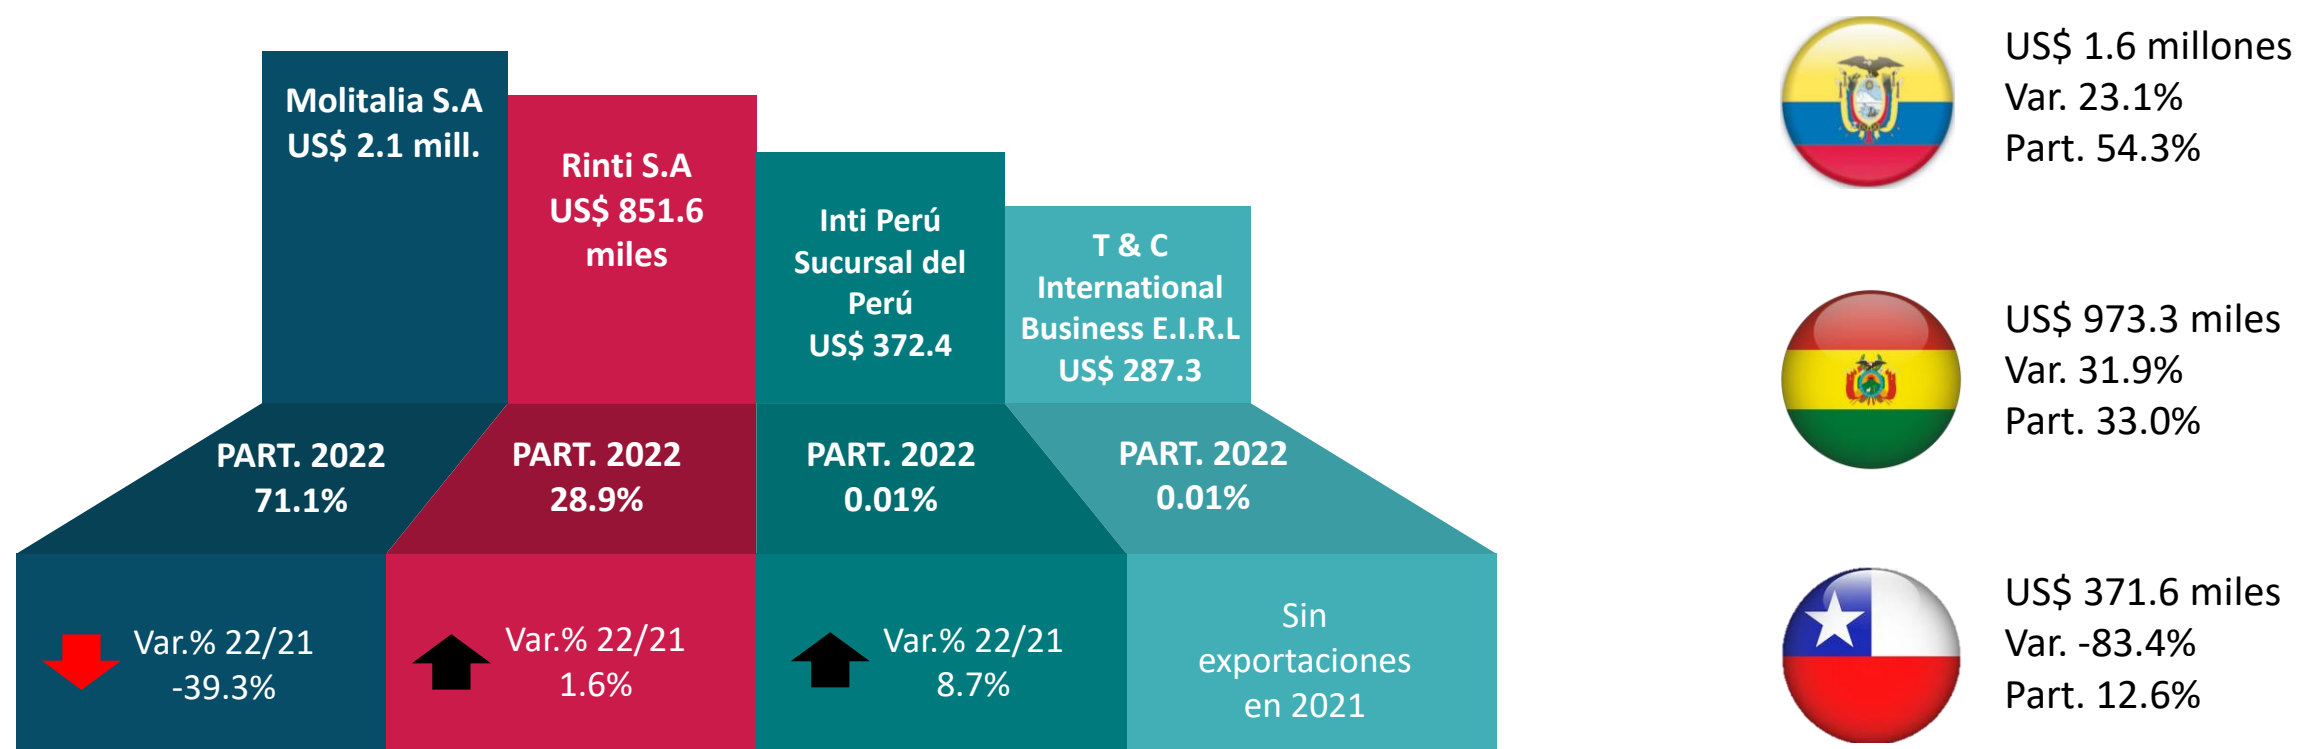 Molitalia S.A
US$ 2.1 mill.
Rinti S.A
US$ 851.6
miles
Inti Perú
Sucursal del
Perú
US$ 372.4
T & C
International
Business E.I.R.L
US$ 287.3
PART. 2022
71.1%
PART. 2022
28.9%
PART. 2022
0.01%
PART. 2022
0.01%
Var.% 22/21
-39.3%
Var.% 22/21
1.6%
Var.% 22/21
8.7%
Sin
exportaciones
en 2021
US$ 1.6 millones
Var. 23.1%
Part. 54.3%
US$ 973.3 miles
Var. 31.9%
Part. 33.0%
US$ 371.6 miles
Var. -83.4%
Part. 12.6%